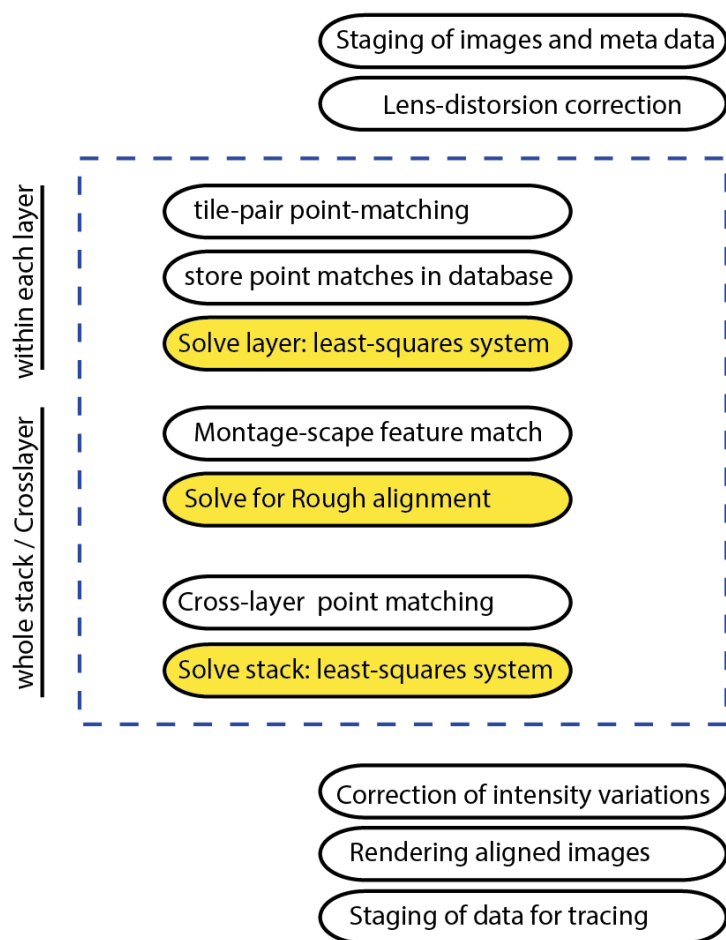 Staging of images and meta data
Lens-distorsion correction
within each layer
tile-pair point-matching
store point matches in database
Solve layer: least-squares system
whole stack / Crosslayer
Montage-scape feature match
Solve for Rough alignment
Cross-layer point matching
Solve stack: least-squares system
Correction of intensity variations
Rendering aligned images
Staging of data for tracing